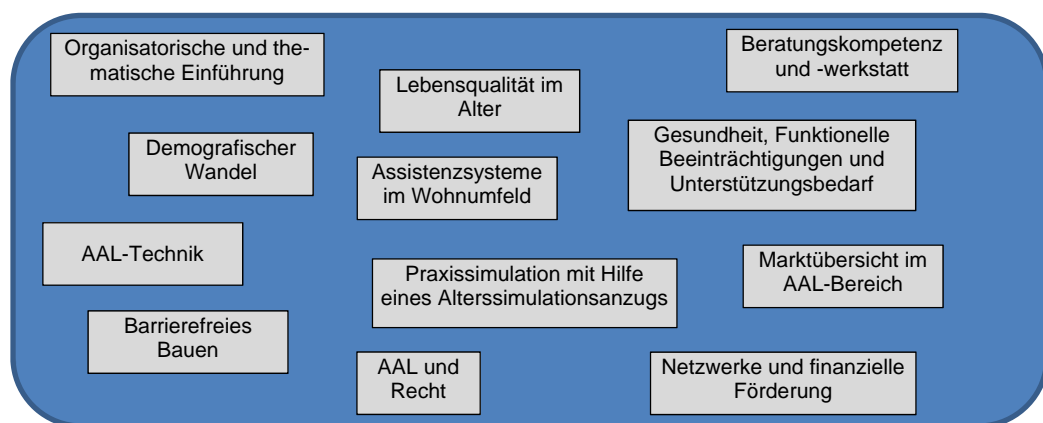 Organisatorische und the-
matische Einführung
Beratungskompetenz
und -werkstatt
Lebensqualität im
Alter
Demografischer
Wandel
Gesundheit, Funktionelle
Beeinträchtigungen und
Unterstützungsbedarf
Assistenzsysteme
im Wohnumfeld
AAL-Technik
Praxissimulation mit Hilfe
eines Alterssimulationsanzugs
Marktübersicht im
AAL-Bereich
Barrierefreies
Bauen
AAL und
Recht
Netzwerke und finanzielle
Förderung